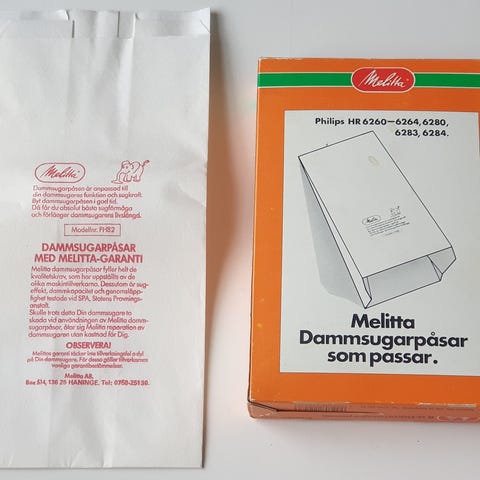 Melitta
Dammsugarpåsen är anpassad till
din dammsugares funktion och sugkraft.
Byt dammsugarpåsen i god tid.
Då får du absolut bästa sugförmåga
och förlänger dammsugarens livslängd.
Modellnr. PH82
DAMMSUGARPÅSAR
MED MELITTA-GARANTI
Melitta dammsugarpåsar fyller helt de
kvalitetskrav, som har uppställts av de
olika maskintillverkarna. Dessutom är sug-
effekt, dammkapacitet och genomsläpp-
lighet testade vid SPA, Statens Provnings-
anstalt.
Skulle trots detta Din dammsugare ta
skada vid användningen av Melitta damm-
sugarpåsar, åtar sig Melitta reparation av
dammsugaren utan kostnad för Dig.
OBSERVERA!
Melittas garanti täcker inte tillverkningsfel
på Din dammsugare. För dessa gäller tillverkarens
vanliga garantibestämmelser.
Melitta AB,
Box 514, 136 25 HANINGE. Tel: 0750-25130.
Melitta
Philips HR 6260–6264, 6280,
6283, 6284.
Melitta
Melitta
Dammsugarpåsar
som passar.